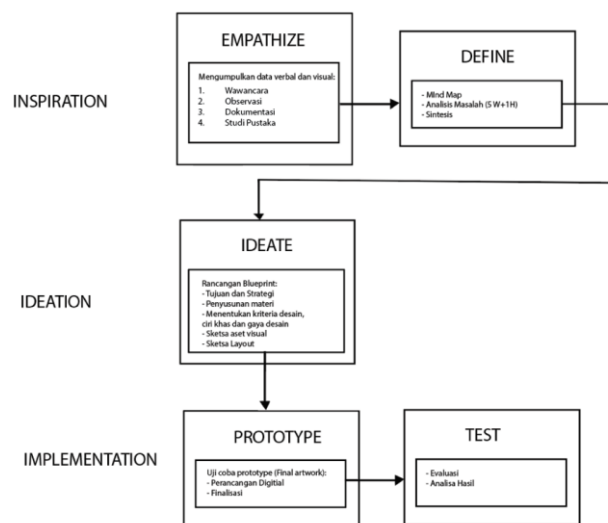 INSPIRATION
EMPATHIZE
Mengumpulkan data verbal dan visual:
1. Wawancara
2. Observasi
3. Dokumentasi
4. Studi Pustaka
DEFINE
- MInd Map
- Analisis Masalah (5 W+1H)
- Sintesis
IDEATION
IDEATE
Rancangan Blueprint:
- Tujuan dan Strategi
- Penyusunan materi
- Menentukan kriteria desain,
ciri khas dan gaya desain
- Sketsa aset visual
- Sketsa Layout
IMPLEMENTATION
PROTOTYPE
Uji coba prototype (Final artwork):
- Perancangan Digitial
- Finalisasi
TEST
- Evaluasi
- Analisa Hasil